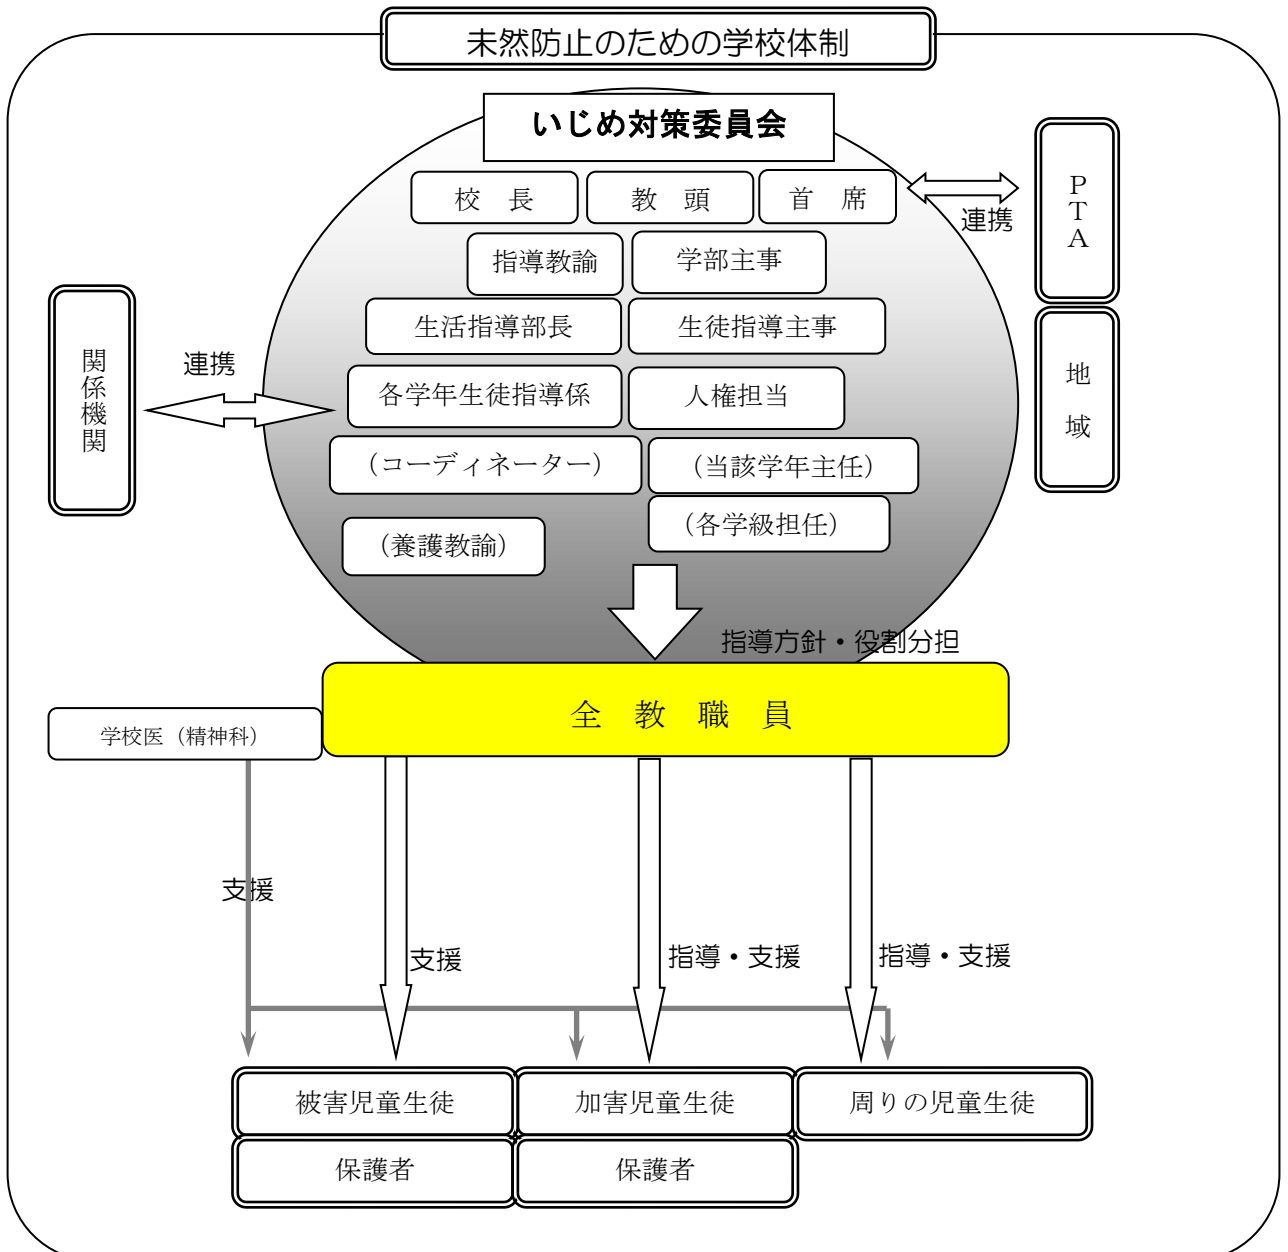 未然防止のための学校体制
いじめ対策委員会
校　長
教　頭
首　席
連携
PTA
指導教諭
学部主事
生活指導部長
生徒指導主事
関係機関
連携
地　域
各学年生徒指導係
人権担当
(コーディネーター)
(当該学年主任)
(各学級担任)
(養護教諭)
指導方針・役割分担
全　教　職　員
学校医（精神科）
支援
支援
指導・支援
指導・支援
被害児童生徒
加害児童生徒
周りの児童生徒
保護者
保護者